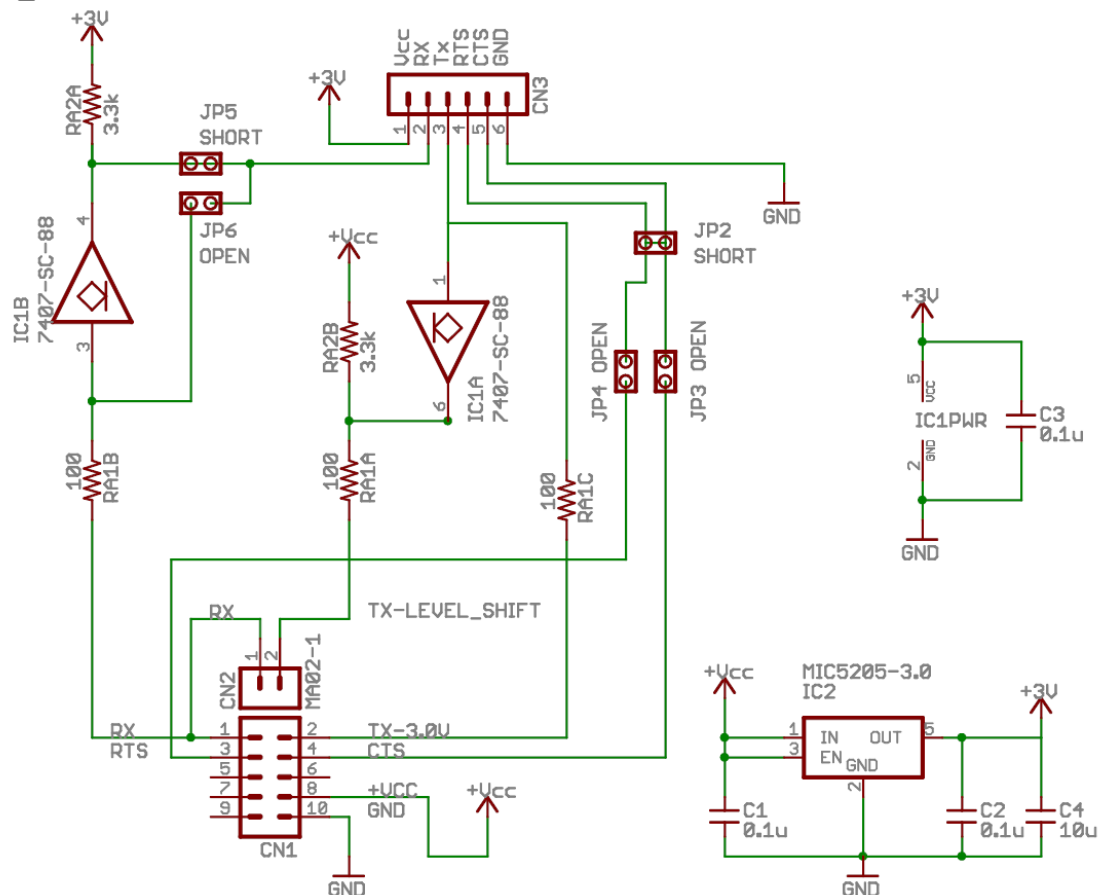 +3V
RA2A
3.3k
JP5
SHORT
JP6
OPEN
4
IC1B
7407-SC-88
3
100
RA1B
+3V
Vcc
RX
Tx
RTS
CTS
GND
CN3
1
2
3
4
5
6
GND
+Vcc
RA2B
3.3k
1
IC1A
7407-SC-88
6
100
RA1A
100
RA1C
JP2
SHORT
JP4 OPEN
JP3 OPEN
+3V
5
VCC
IC1PWR
GND
2
C3
0.1u
GND
RX
TX-LEVEL_SHIFT
1
2
CN2
MA02-1
RX
RTS
1
3
5
7
9
2
4
6
8
10
TX-3.0V
CTS
+VCC
GND
+Vcc
CN1
GND
+Vcc
MIC5205-3.0
IC2
+3V
1
3
IN
OUT
EN
GND
5
2
C1
0.1u
C2
0.1u
C4
10u
GND